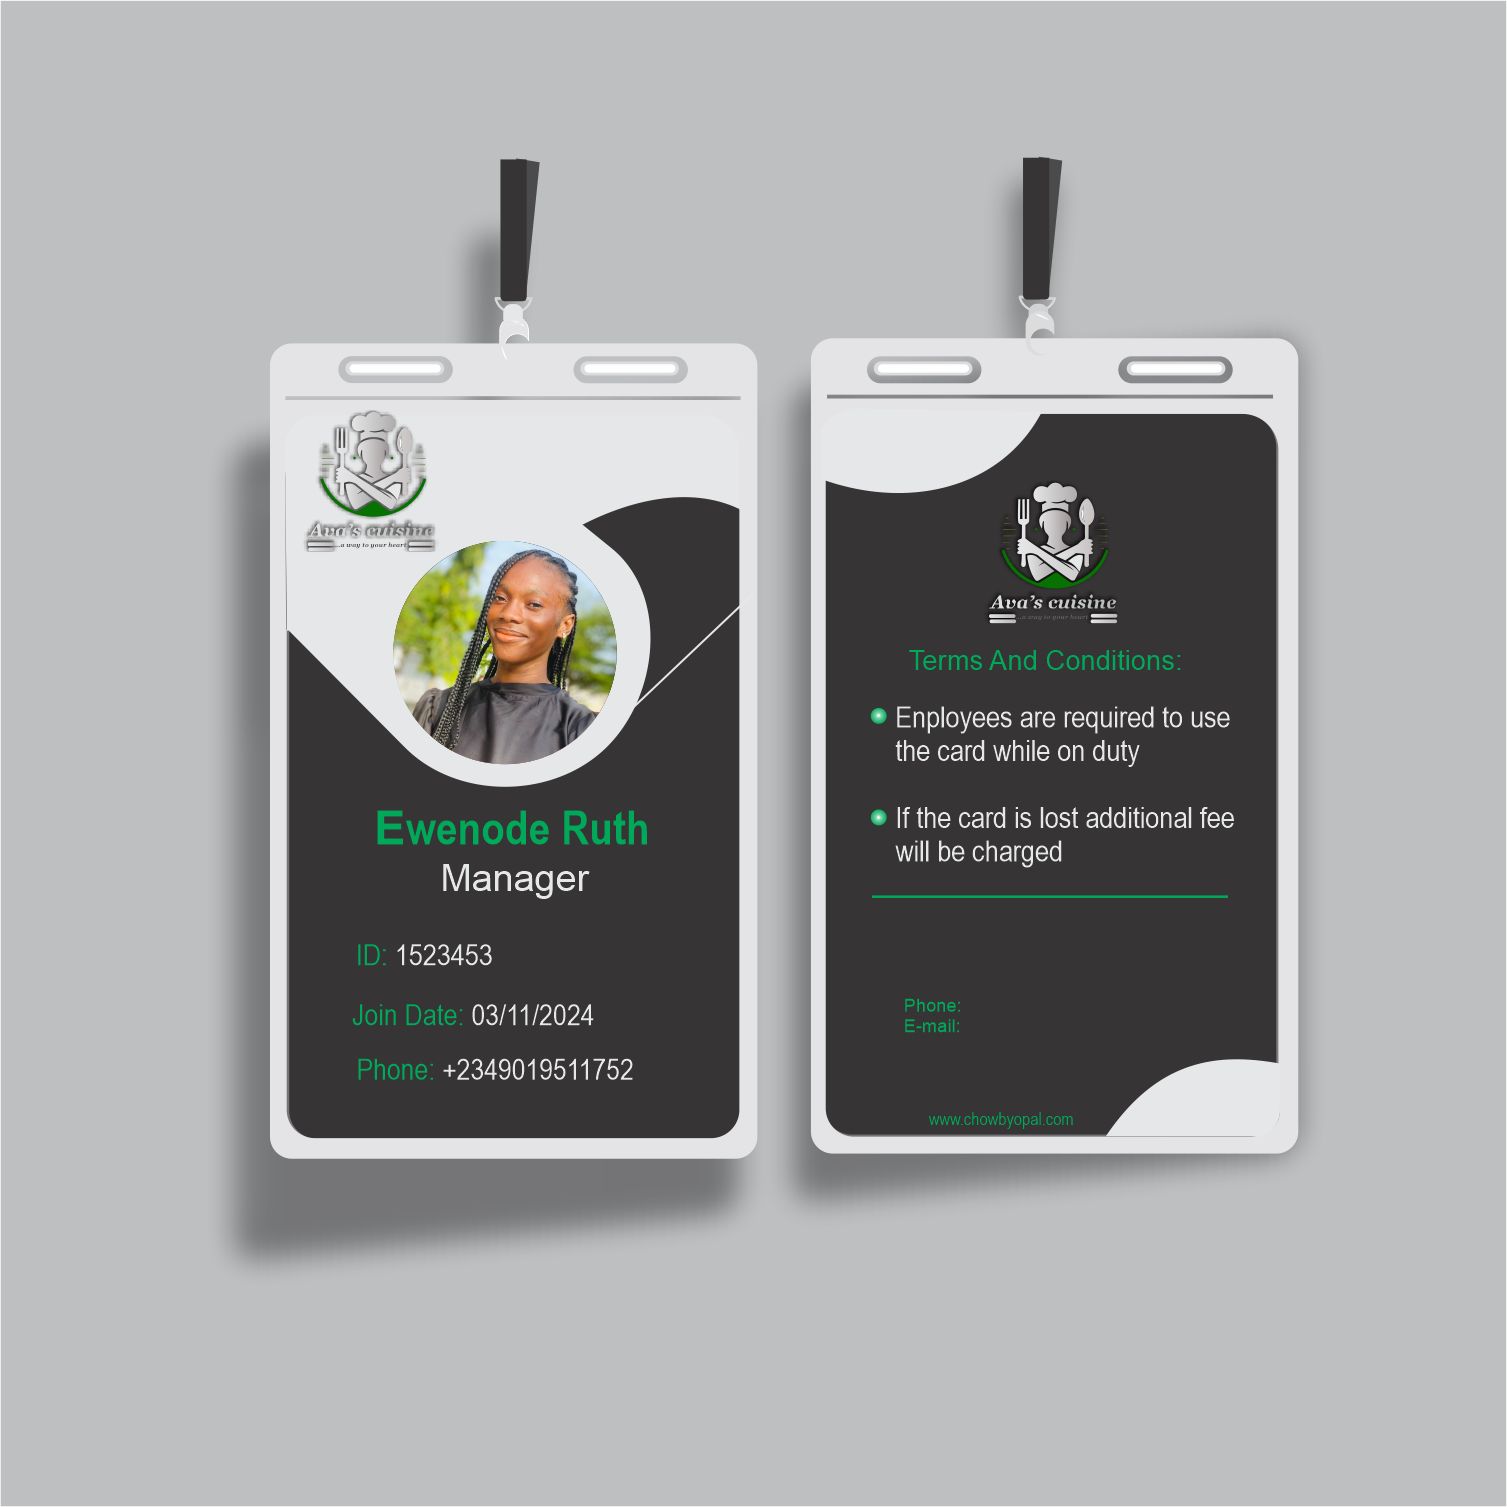 Ava's cuisine
...a way to your heart
Ewenode Ruth
Manager
ID: 1523453
Join Date: 03/11/2024
Phone: +2349019511752
Ava's cuisine
...a way to your heart
Terms And Conditions:
Enployees are required to use
the card while on duty
If the card is lost additional fee
will be charged
Phone:
E-mail:
www.chowbyopal.com